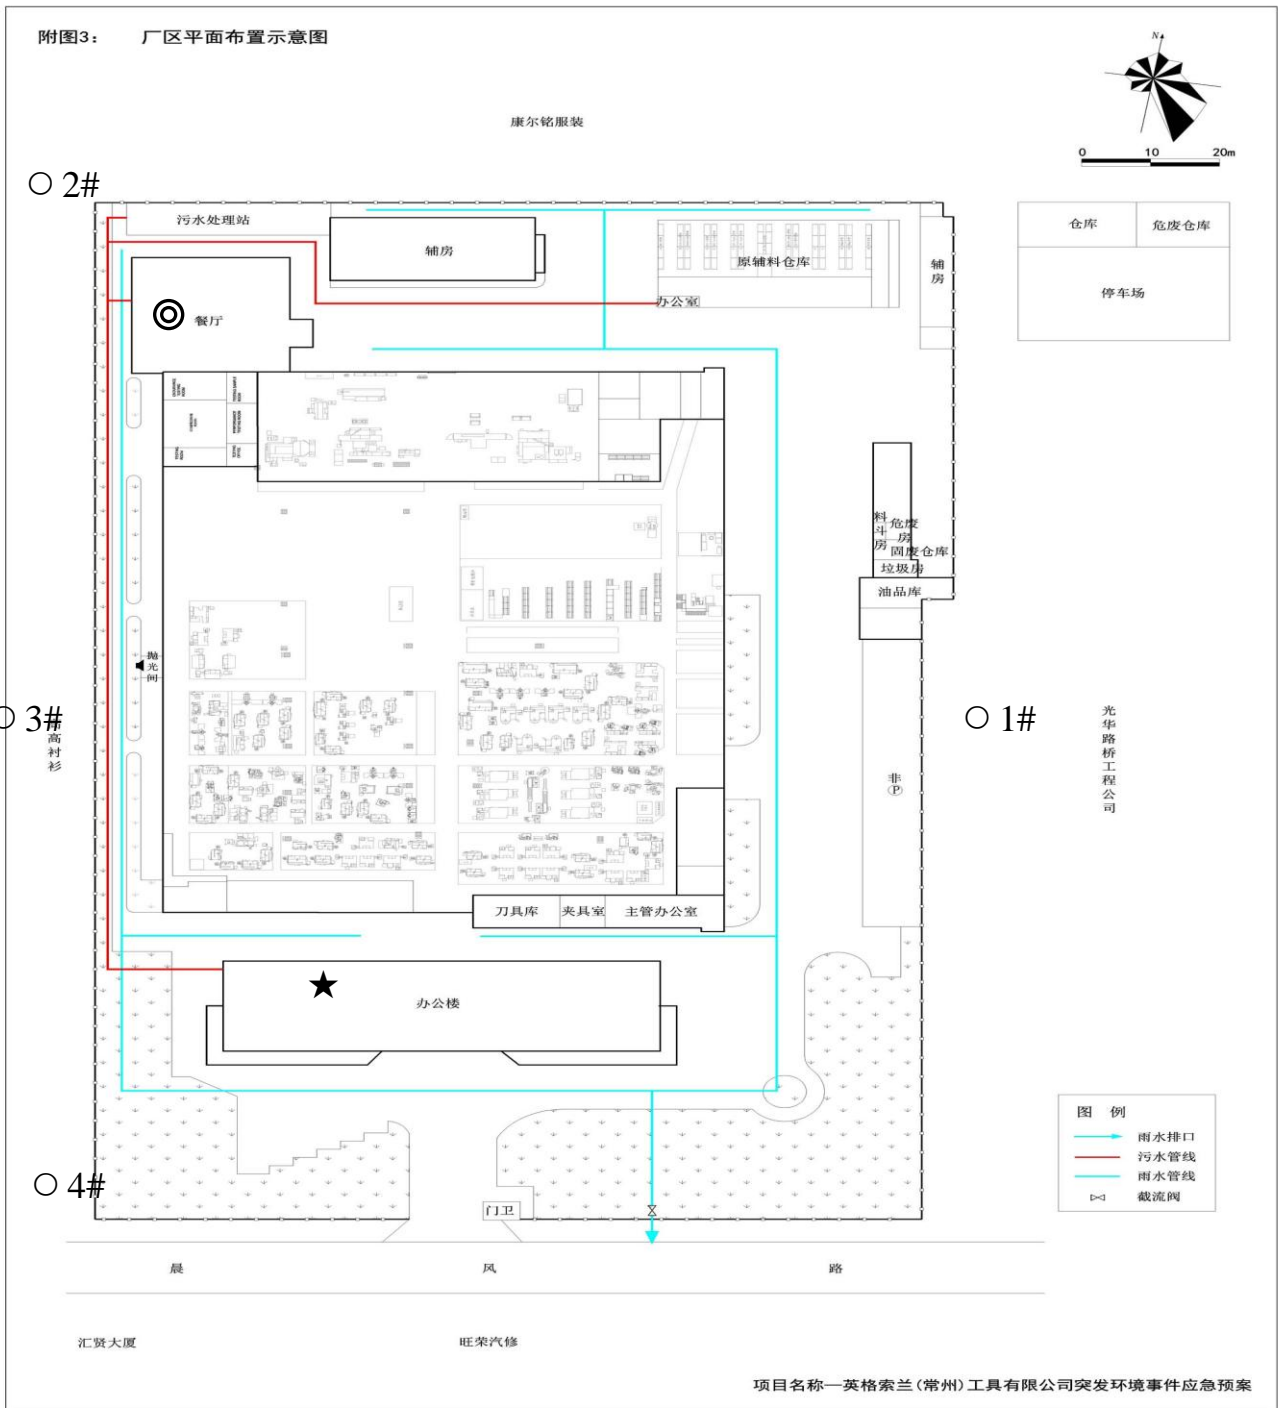 附图3： 厂区平面布置示意图
N
0 10 20m
康尔铭服装
2#
污水处理站
辅房
原辅料仓库
办公室
辅房
仓库
危废仓库
停车场
餐厅
料斗房
危废房
固废仓库
垃圾房
油品库
抛光间
3#
高衬衫
1#
光华路桥工程公司
非
P
刀具库
夹具室
主管办公室
办公楼
4#
门卫
图 例
雨水排口
污水管线
雨水管线
截流阀
晨 风 路
汇贤大厦
旺荣汽修
项目名称—英格索兰(常州)工具有限公司突发环境事件应急预案